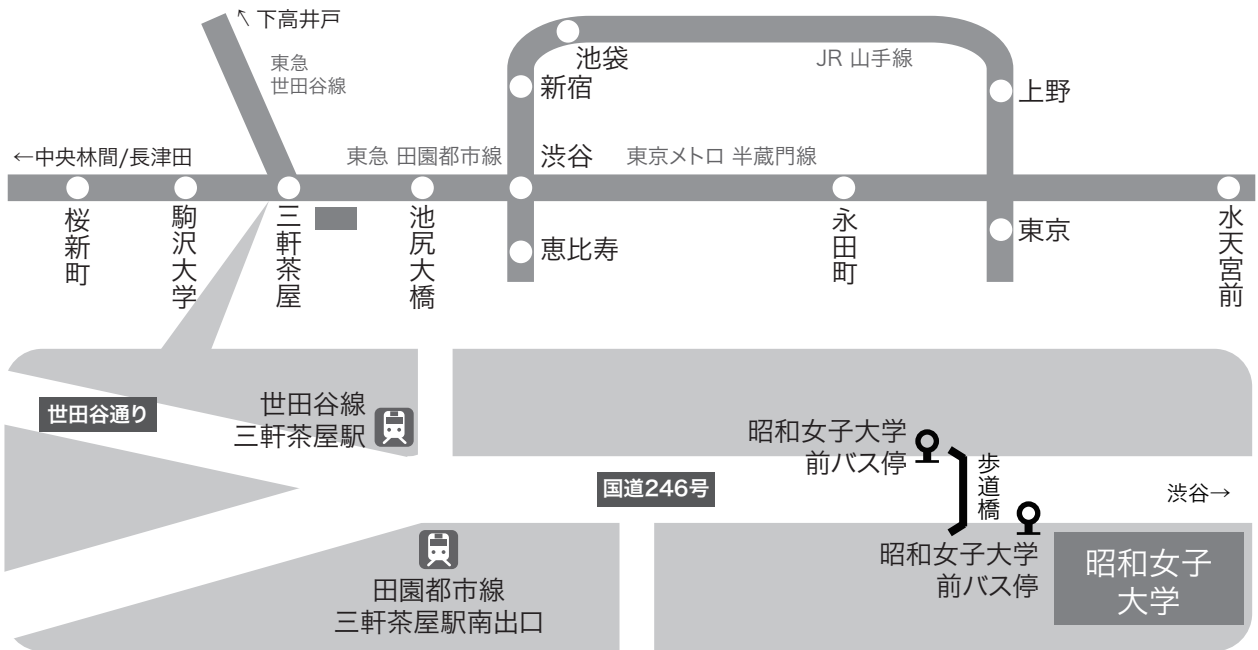 ↖ 下高井戸
東急
世田谷線
池袋
JR 山手線
新宿
上野
←中央林間/長津田
東急 田園都市線
渋谷
東京メトロ 半蔵門線
桜新町
駒沢大学
三軒茶屋
池尻大橋
恵比寿
永田町
東京
水天宮前
世田谷通り
世田谷線
三軒茶屋駅
昭和女子大学
前バス停
歩道橋
国道246号
渋谷→
田園都市線
三軒茶屋駅南出口
昭和女子大学
前バス停
昭和女子
大学